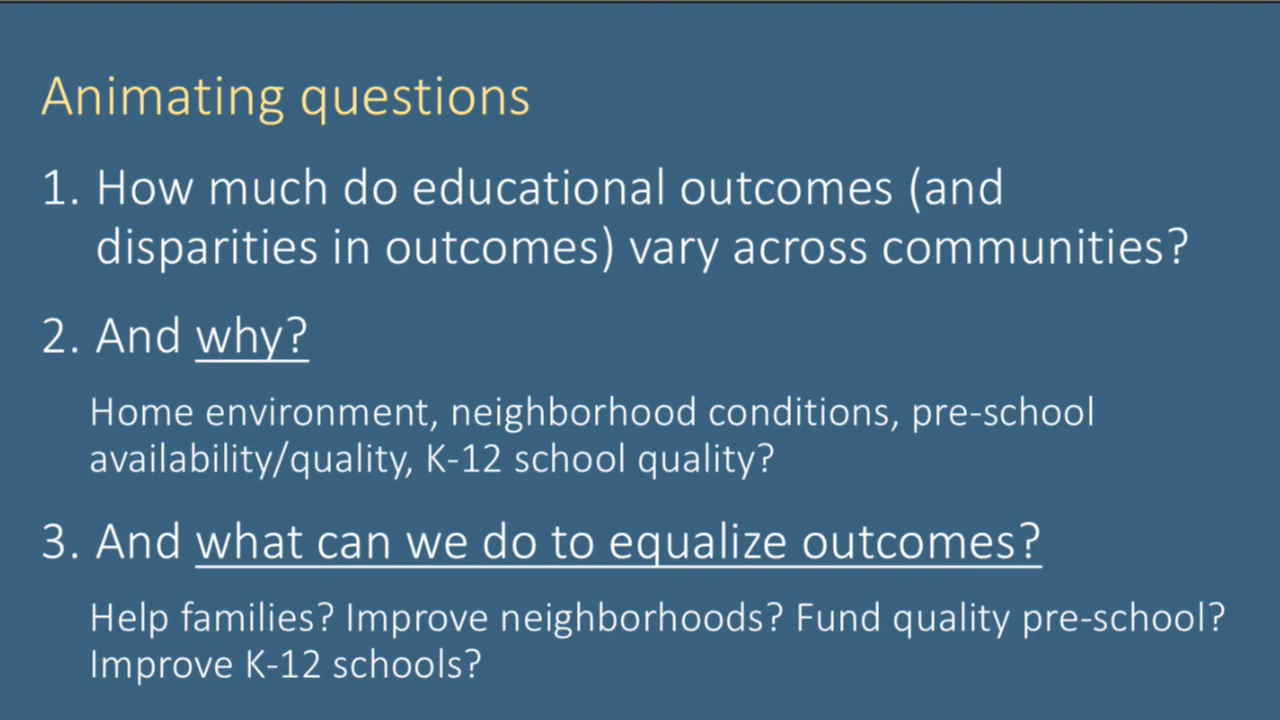 Animating questions
1. How much do educational outcomes (and
disparities in outcomes) vary across communities?
2. And why?
Home environment, neighborhood conditions, pre-school
availability/quality, K-12 school quality?
3. And what can we do to equalize outcomes?
Help families? Improve neighborhoods? Fund quality pre-school?
Improve K-12 schools?